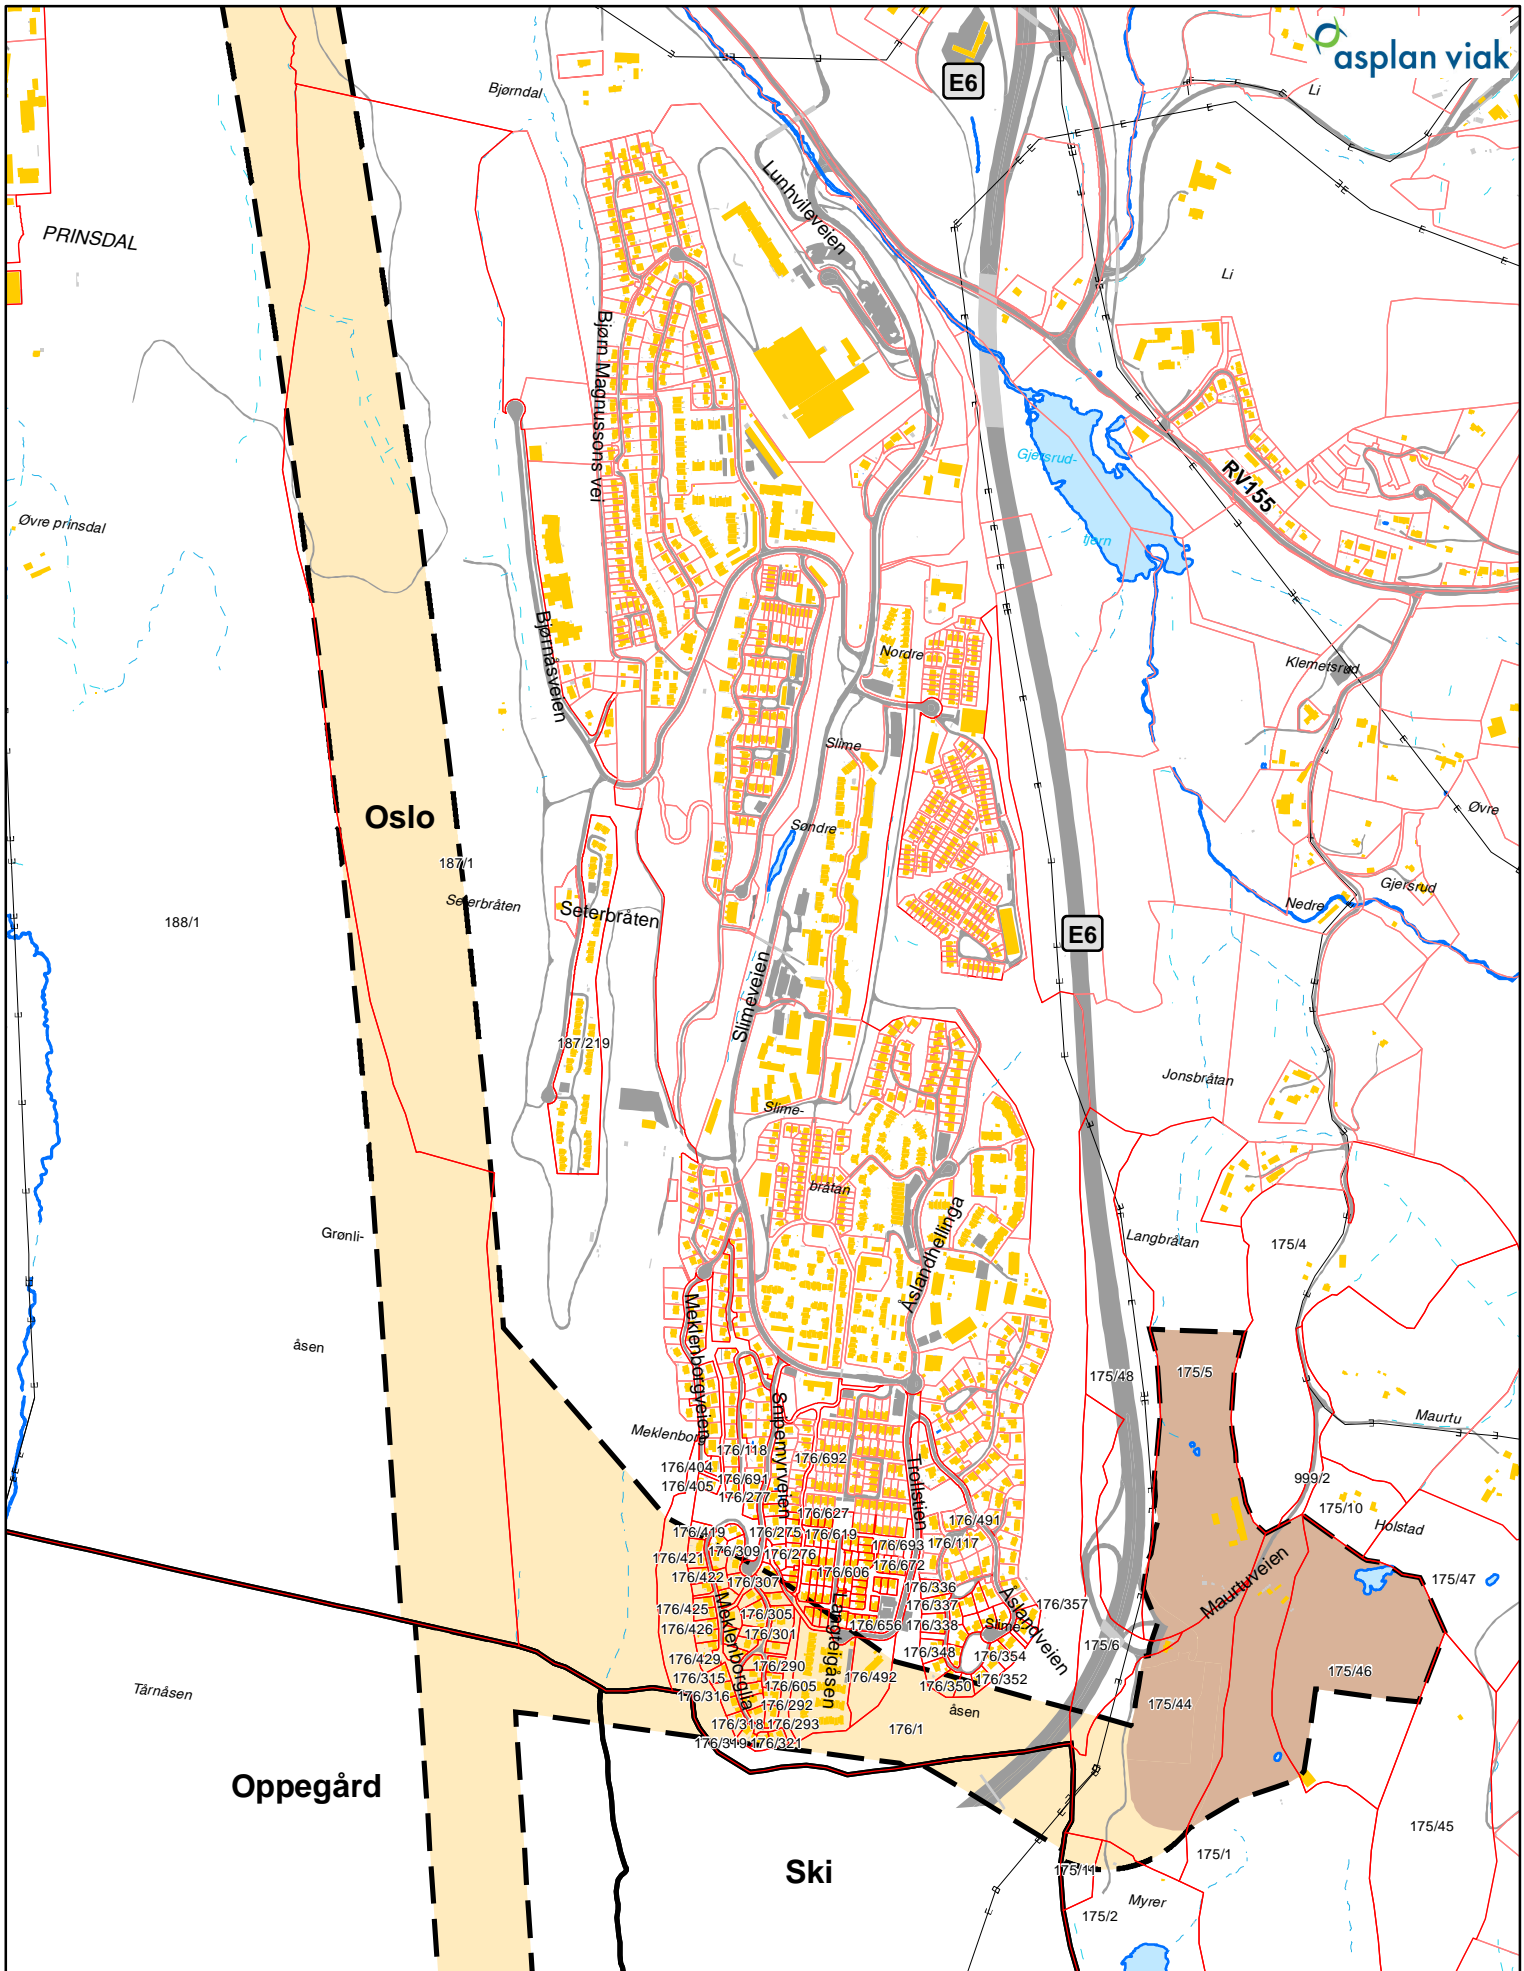 asplan viak
Bjørndal
E6
Li
Lunhvileveien
PRINSDAL
Li
Bjørn Magnussons vei
Gjersrud-
tjern
RV155
Øvre prinsdal
Bjørnåsveien
Nordre
Klemetsrud
Slime
Oslo
Søndre
Øvre
187/1
Seterbråten
Seterbråten
188/1
Gjersrud
Nedre
E6
Slimeveien
187/219
Jonsbråtan
Slime-
bråtan
Åslandhellinga
Grønli-
Langbråtan
175/4
åsen
Meklenborgveien
Snipemyrveien
175/48
175/5
Maurtu
Meklenborg
176/118
176/692
Trollstien
176/404
176/405
176/691
176/277
999/2
175/10
Holstad
176/627
176/491
176/419
176/275
176/619
176/693
176/117
176/421
176/309
176/276
176/606
176/672
176/422
176/307
176/336
Maurtuveien
175/47
176/425
176/305
176/337
Åslandveien
176/357
176/426
176/301
Langteigåsen
176/656
176/338
Slime-
175/6
176/429
Meklenborglia
176/290
176/348
176/354
175/46
176/315
176/605
176/492
176/350
176/352
Tårnåsen
176/316
176/292
175/44
176/318
176/293
176/1
åsen
176/319
176/321
Oppegård
Ski
175/45
175/1
175/11
Myrer
175/2